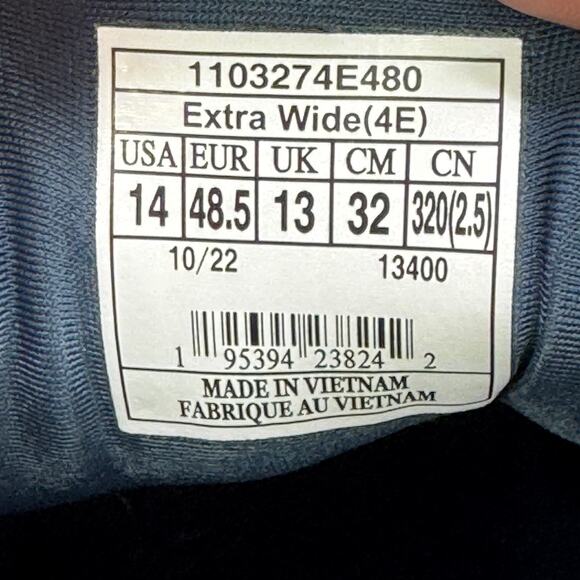 1103274E480
Extra Wide(4E)
USA EUR UK CM CN
14 48.5 13 32 320(2.5)
10/22 13400
1 95394 23824 2
MADE IN VIETNAM
FABRIQUE AU VIETNAM